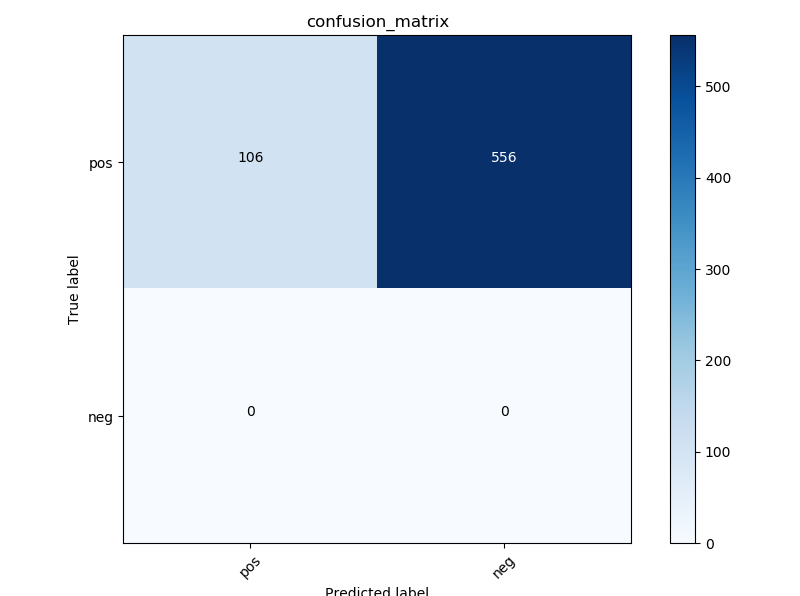 confusion_matrix
pos
106
556
500
400
300
200
100
0
True label
neg
0
0
pos
neg
Predicted label